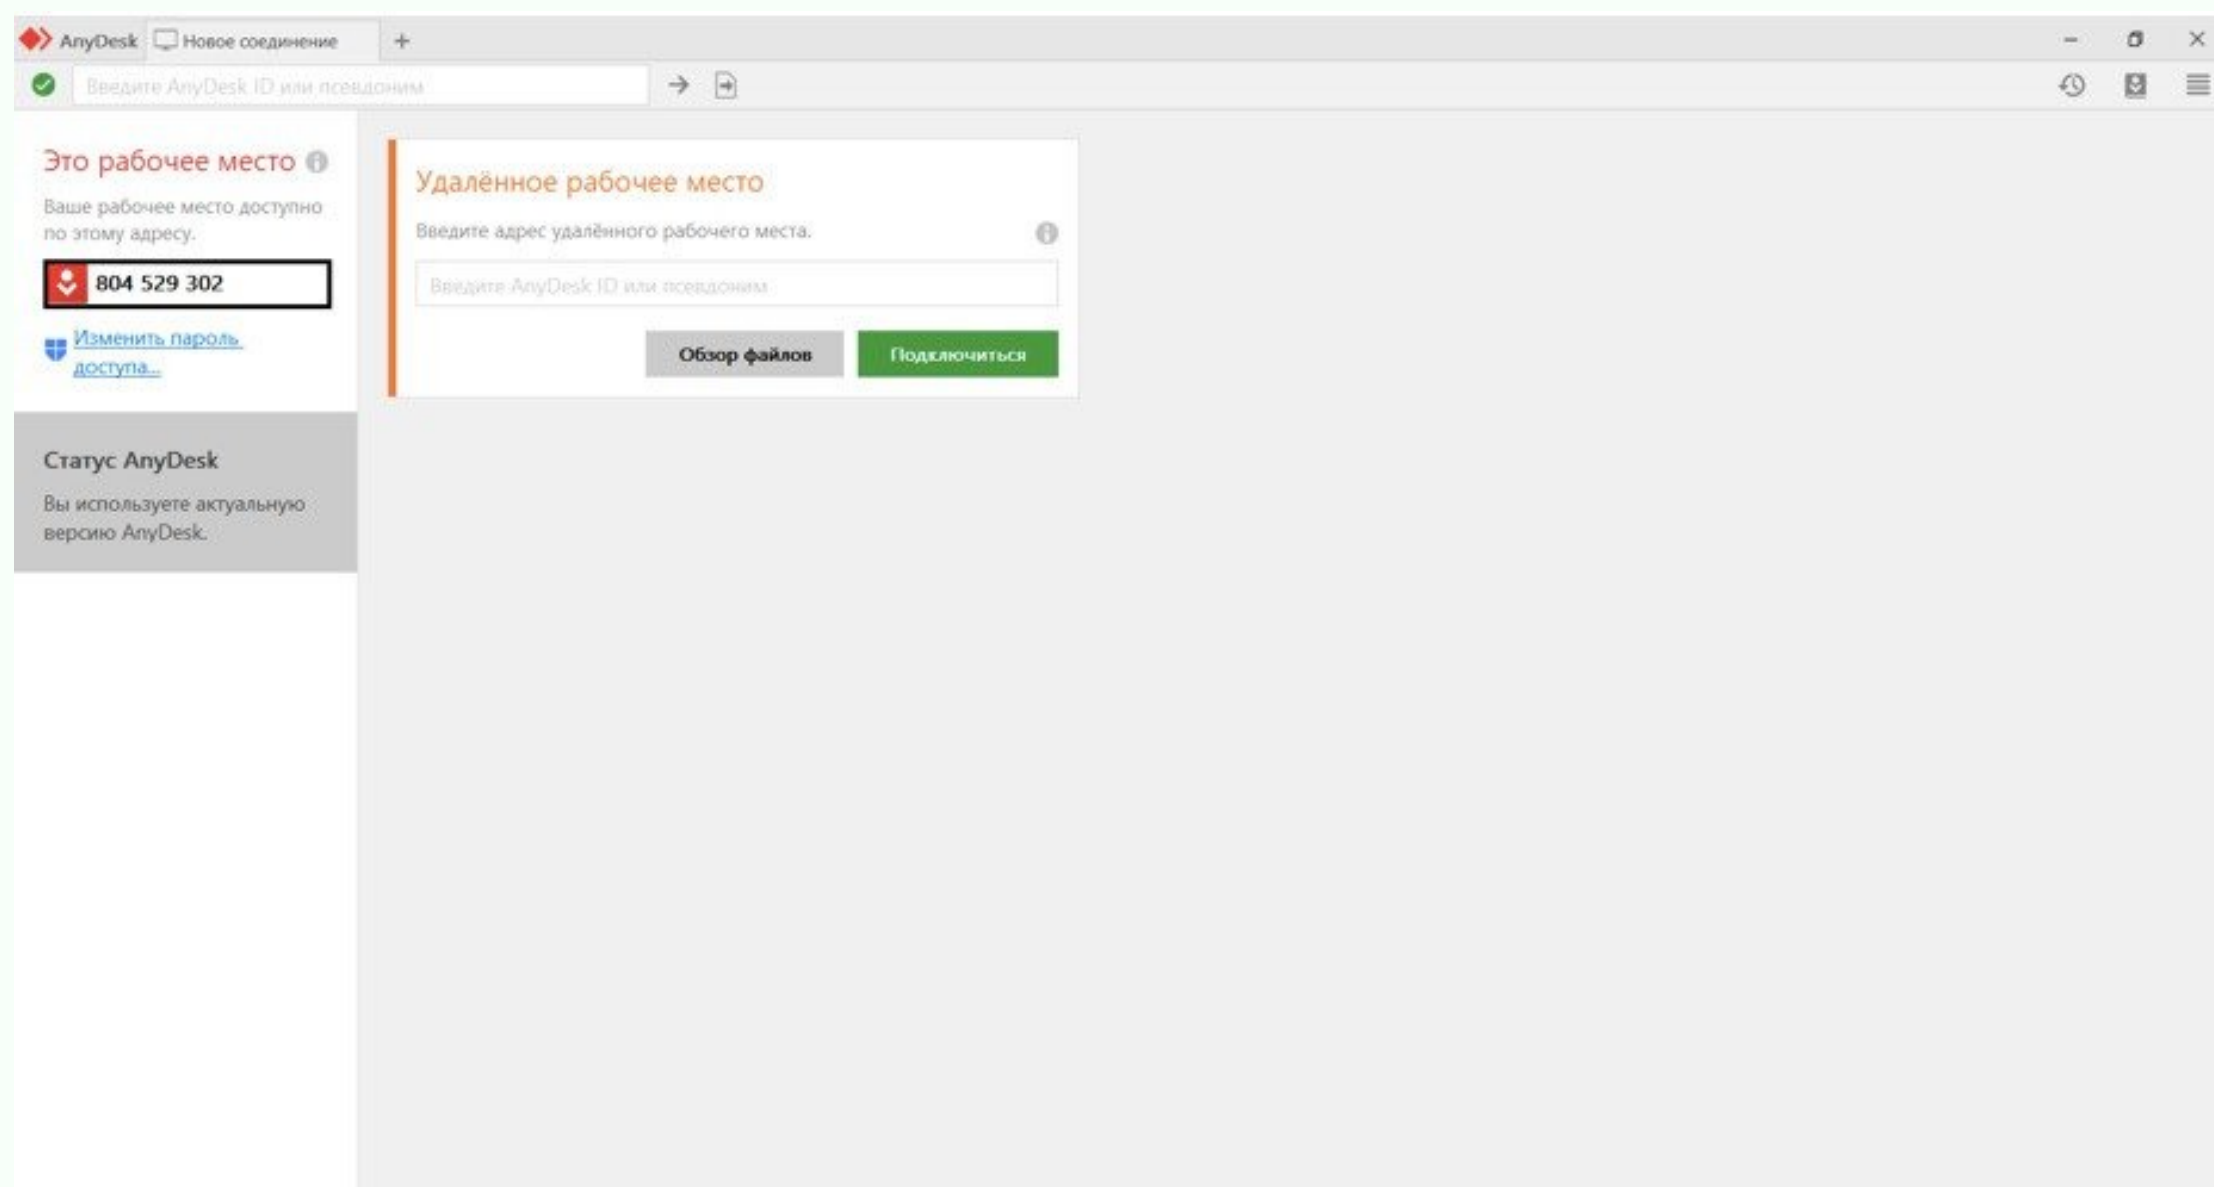 AnyDesk
Новое соединение
+
Введите AnyDesk ID или псевдоним
Это рабочее место
Ваше рабочее место доступно
по этому адресу.
804 529 302
Изменить пароль
доступа...
Статус AnyDesk
Вы используете актуальную
версию AnyDesk.
Удалённое рабочее место
Введите адрес удалённого рабочего места.
Введите AnyDesk ID или псевдоним
Обзор файлов
Подключиться